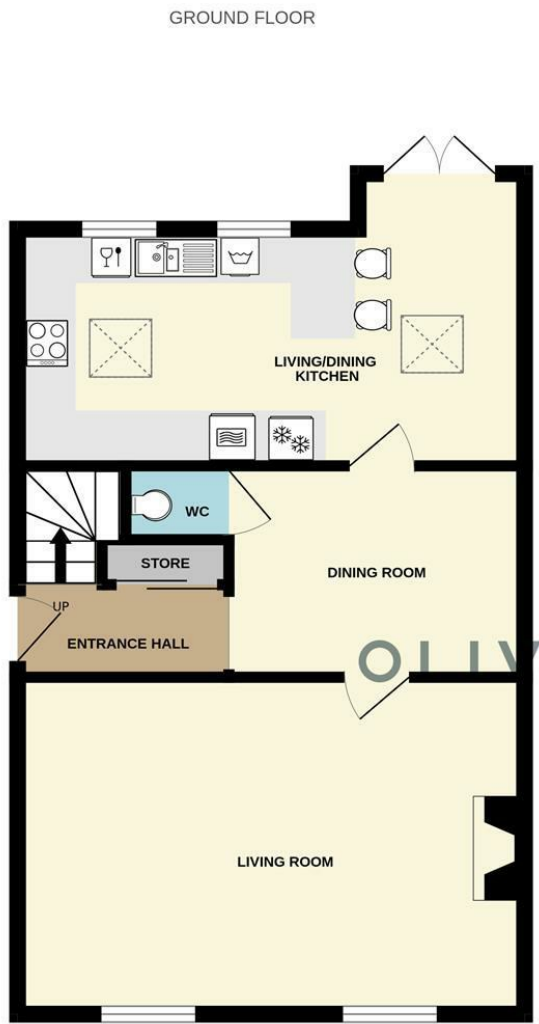 GROUND FLOOR
LIVING/DINING
KITCHEN
WC
STORE
DINING ROOM
UP
ENTRANCE HALL
LIVING ROOM